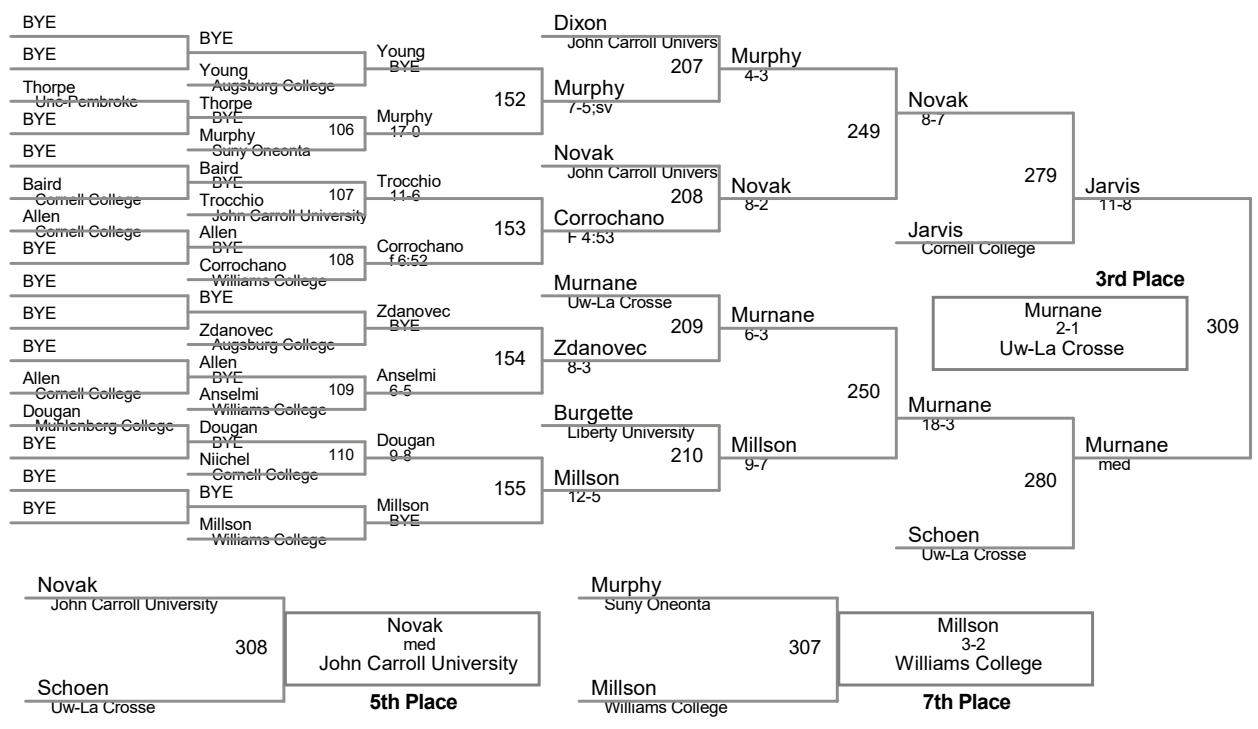 BYE
BYE
Thorpe
Unc-Pembroke
BYE
BYE
Baird
Cornell College
Allen
Cornell College
BYE
BYE
BYE
BYE
Allen
Cornell College
Dougan
Muhlenberg College
BYE
BYE
BYE
BYE
Young
Augsburg College
Thorpe
BYE
106
Murphy
Suny Oneonta
Baird
BYE
107
Trocchio
John Carroll University
Allen
BYE
108
Corrochano
Williams College
BYE
Zdanovec
Augsburg College
Allen
BYE
109
Anselmi
Williams College
Dougan
BYE
110
Niichel
Cornell College
BYE
Millson
Williams College
Young
BYE
152
Murphy
17-0
Trocchio
11-6
153
Corrochano
f 6:52
Zdanovec
BYE
154
Anselmi
6-5
Dougan
9-8
155
Millson
BYE
Dixon
John Carroll Univers
207
Murphy
7-5;sv
Novak
John Carroll Univers
208
Corrochano
F 4:53
Murnane
Uw-La Crosse
209
Zdanovec
8-3
Burgette
Liberty University
210
Millson
12-5
Murphy
4-3
249
Novak
8-2
Murnane
6-3
250
Millson
9-7
Novak
8-7
279
Jarvis
Cornell College
Murnane
18-3
280
Schoen
Uw-La Crosse
Jarvis
11-8
3rd Place
Murnane
2-1
Uw-La Crosse
309
Murnane
med
Novak
John Carroll University
308
Schoen
Uw-La Crosse
Novak
med
John Carroll University
5th Place
Murphy
Suny Oneonta
307
Millson
Williams College
Millson
3-2
Williams College
7th Place